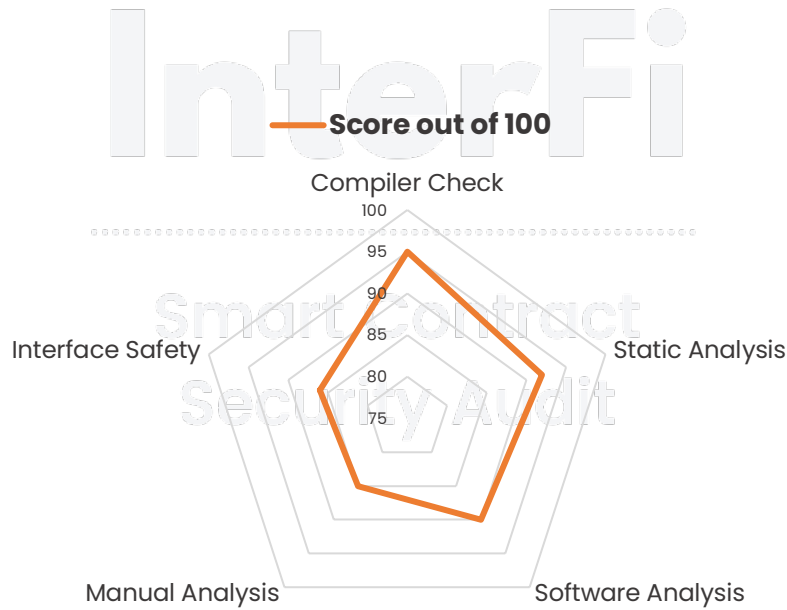 InterFi
Score out of 100
Compiler Check
100
95
90
85
80
75
Smart Contract
Security Audit
Interface Safety
Static Analysis
Manual Analysis
Software Analysis